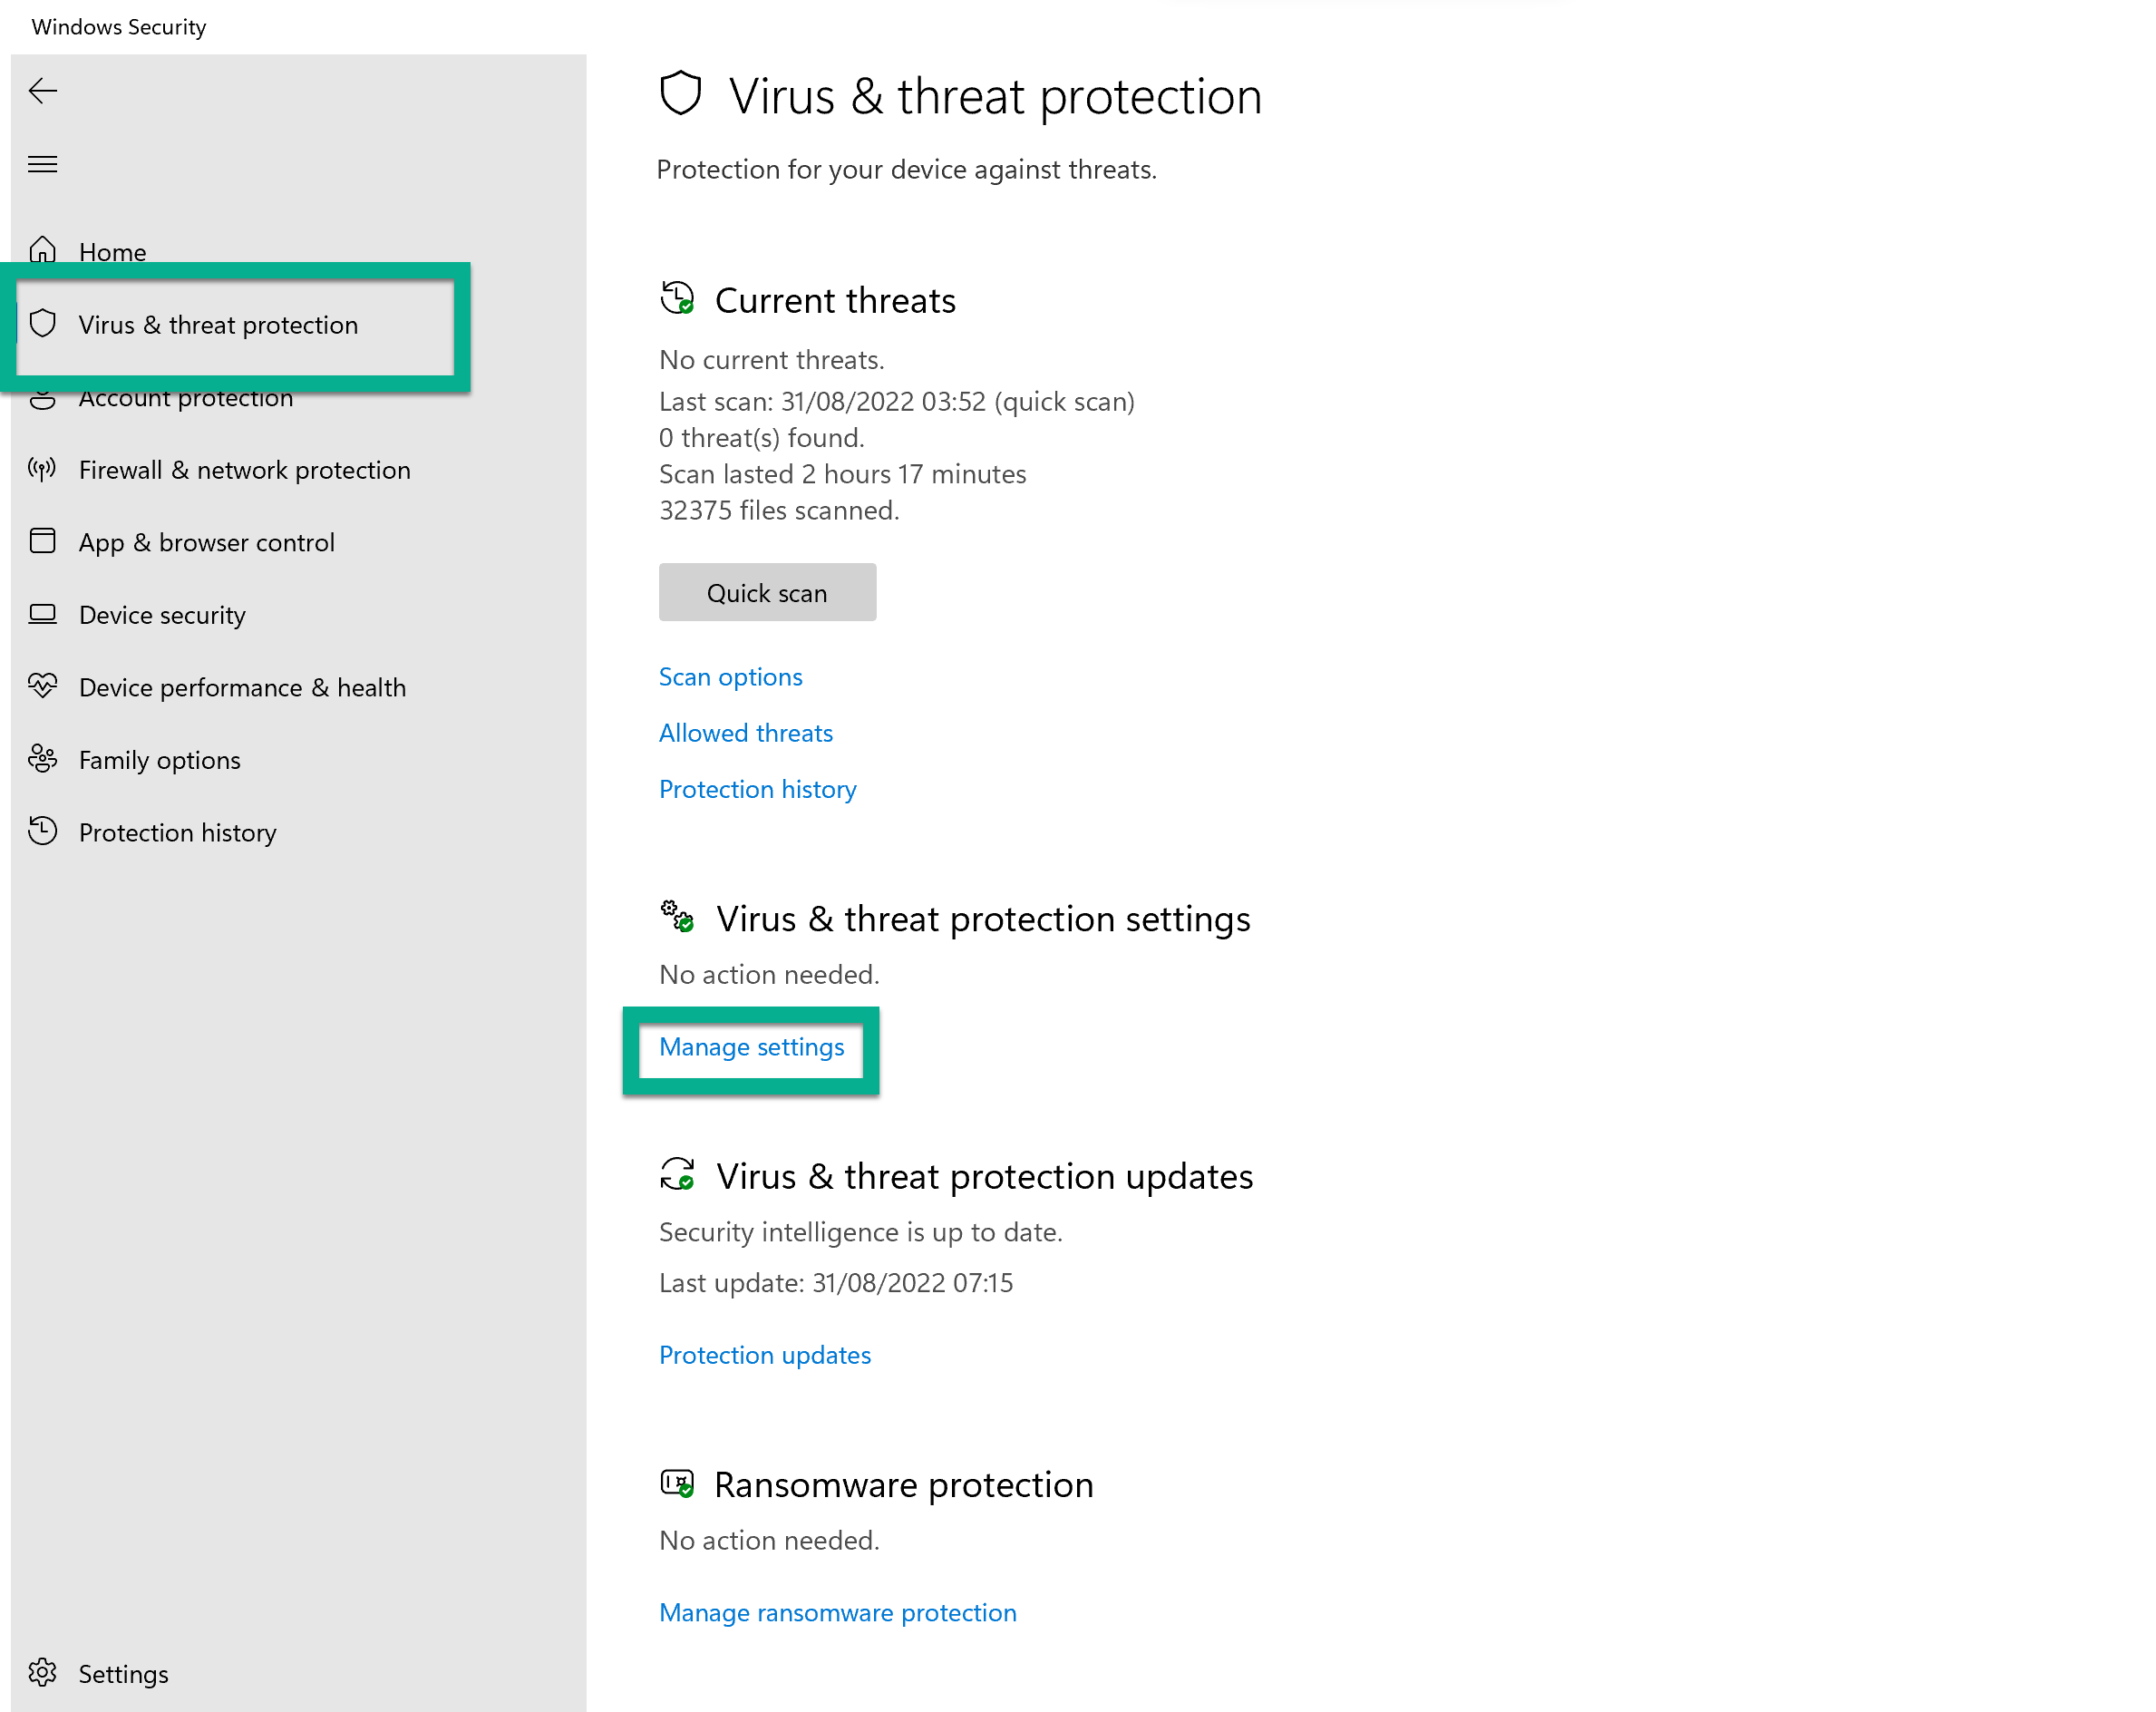 Windows Security
Home
Virus & threat protection
Account protection
Firewall & network protection
App & browser control
Device security
Device performance & health
Family options
Protection history
Settings
Virus & threat protection
Protection for your device against threats.
Current threats
No current threats.
Last scan: 31/08/2022 03:52 (quick scan)
0 threat(s) found.
Scan lasted 2 hours 17 minutes
32375 files scanned.
Quick scan
Scan options
Allowed threats
Protection history
Virus & threat protection settings
No action needed.
Manage settings
Virus & threat protection updates
Security intelligence is up to date.
Last update: 31/08/2022 07:15
Protection updates
Ransomware protection
No action needed.
Manage ransomware protection